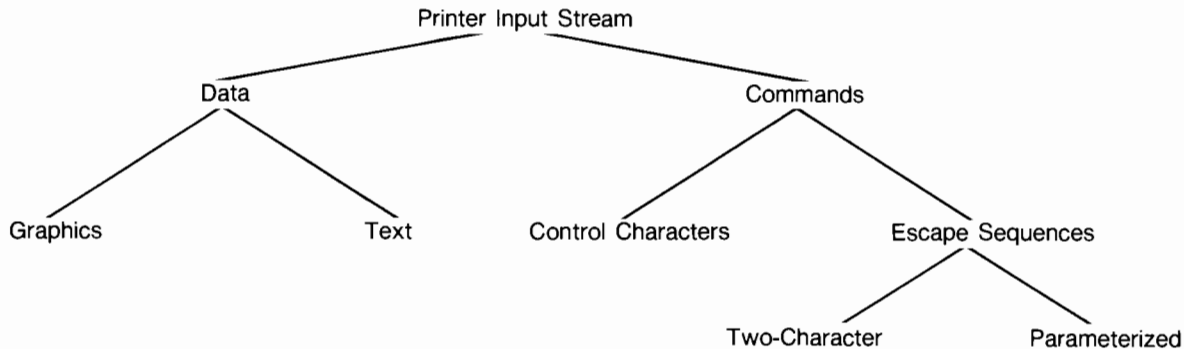 Printer Input Stream
Data
Commands
Graphics
Text
Control Characters
Escape Sequences
Two-Character
Parameterized